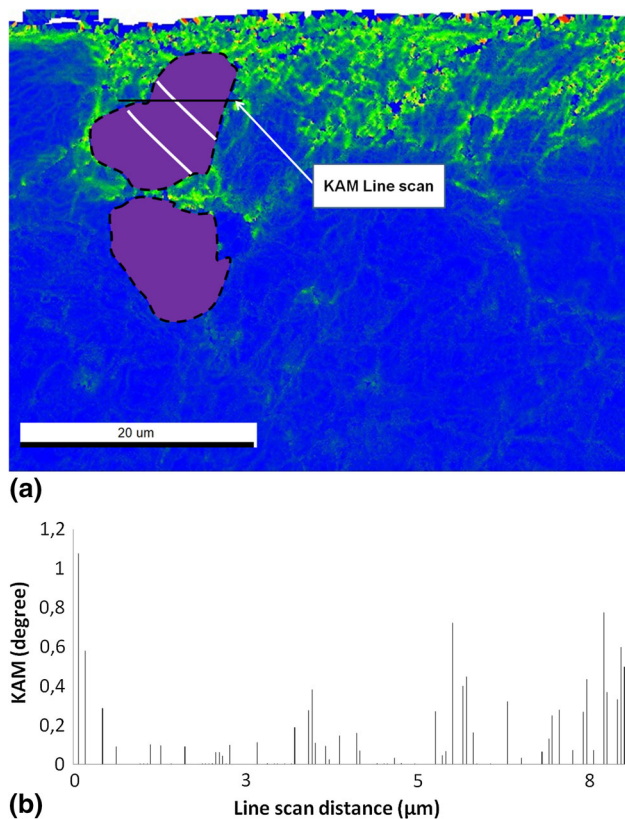 KAM Line scan
20 um
(a)
1,2
1
0,8
0,6
0,4
0,2
0
KAM (degree)
0 3 5 8
Line scan distance (µm)
(b)